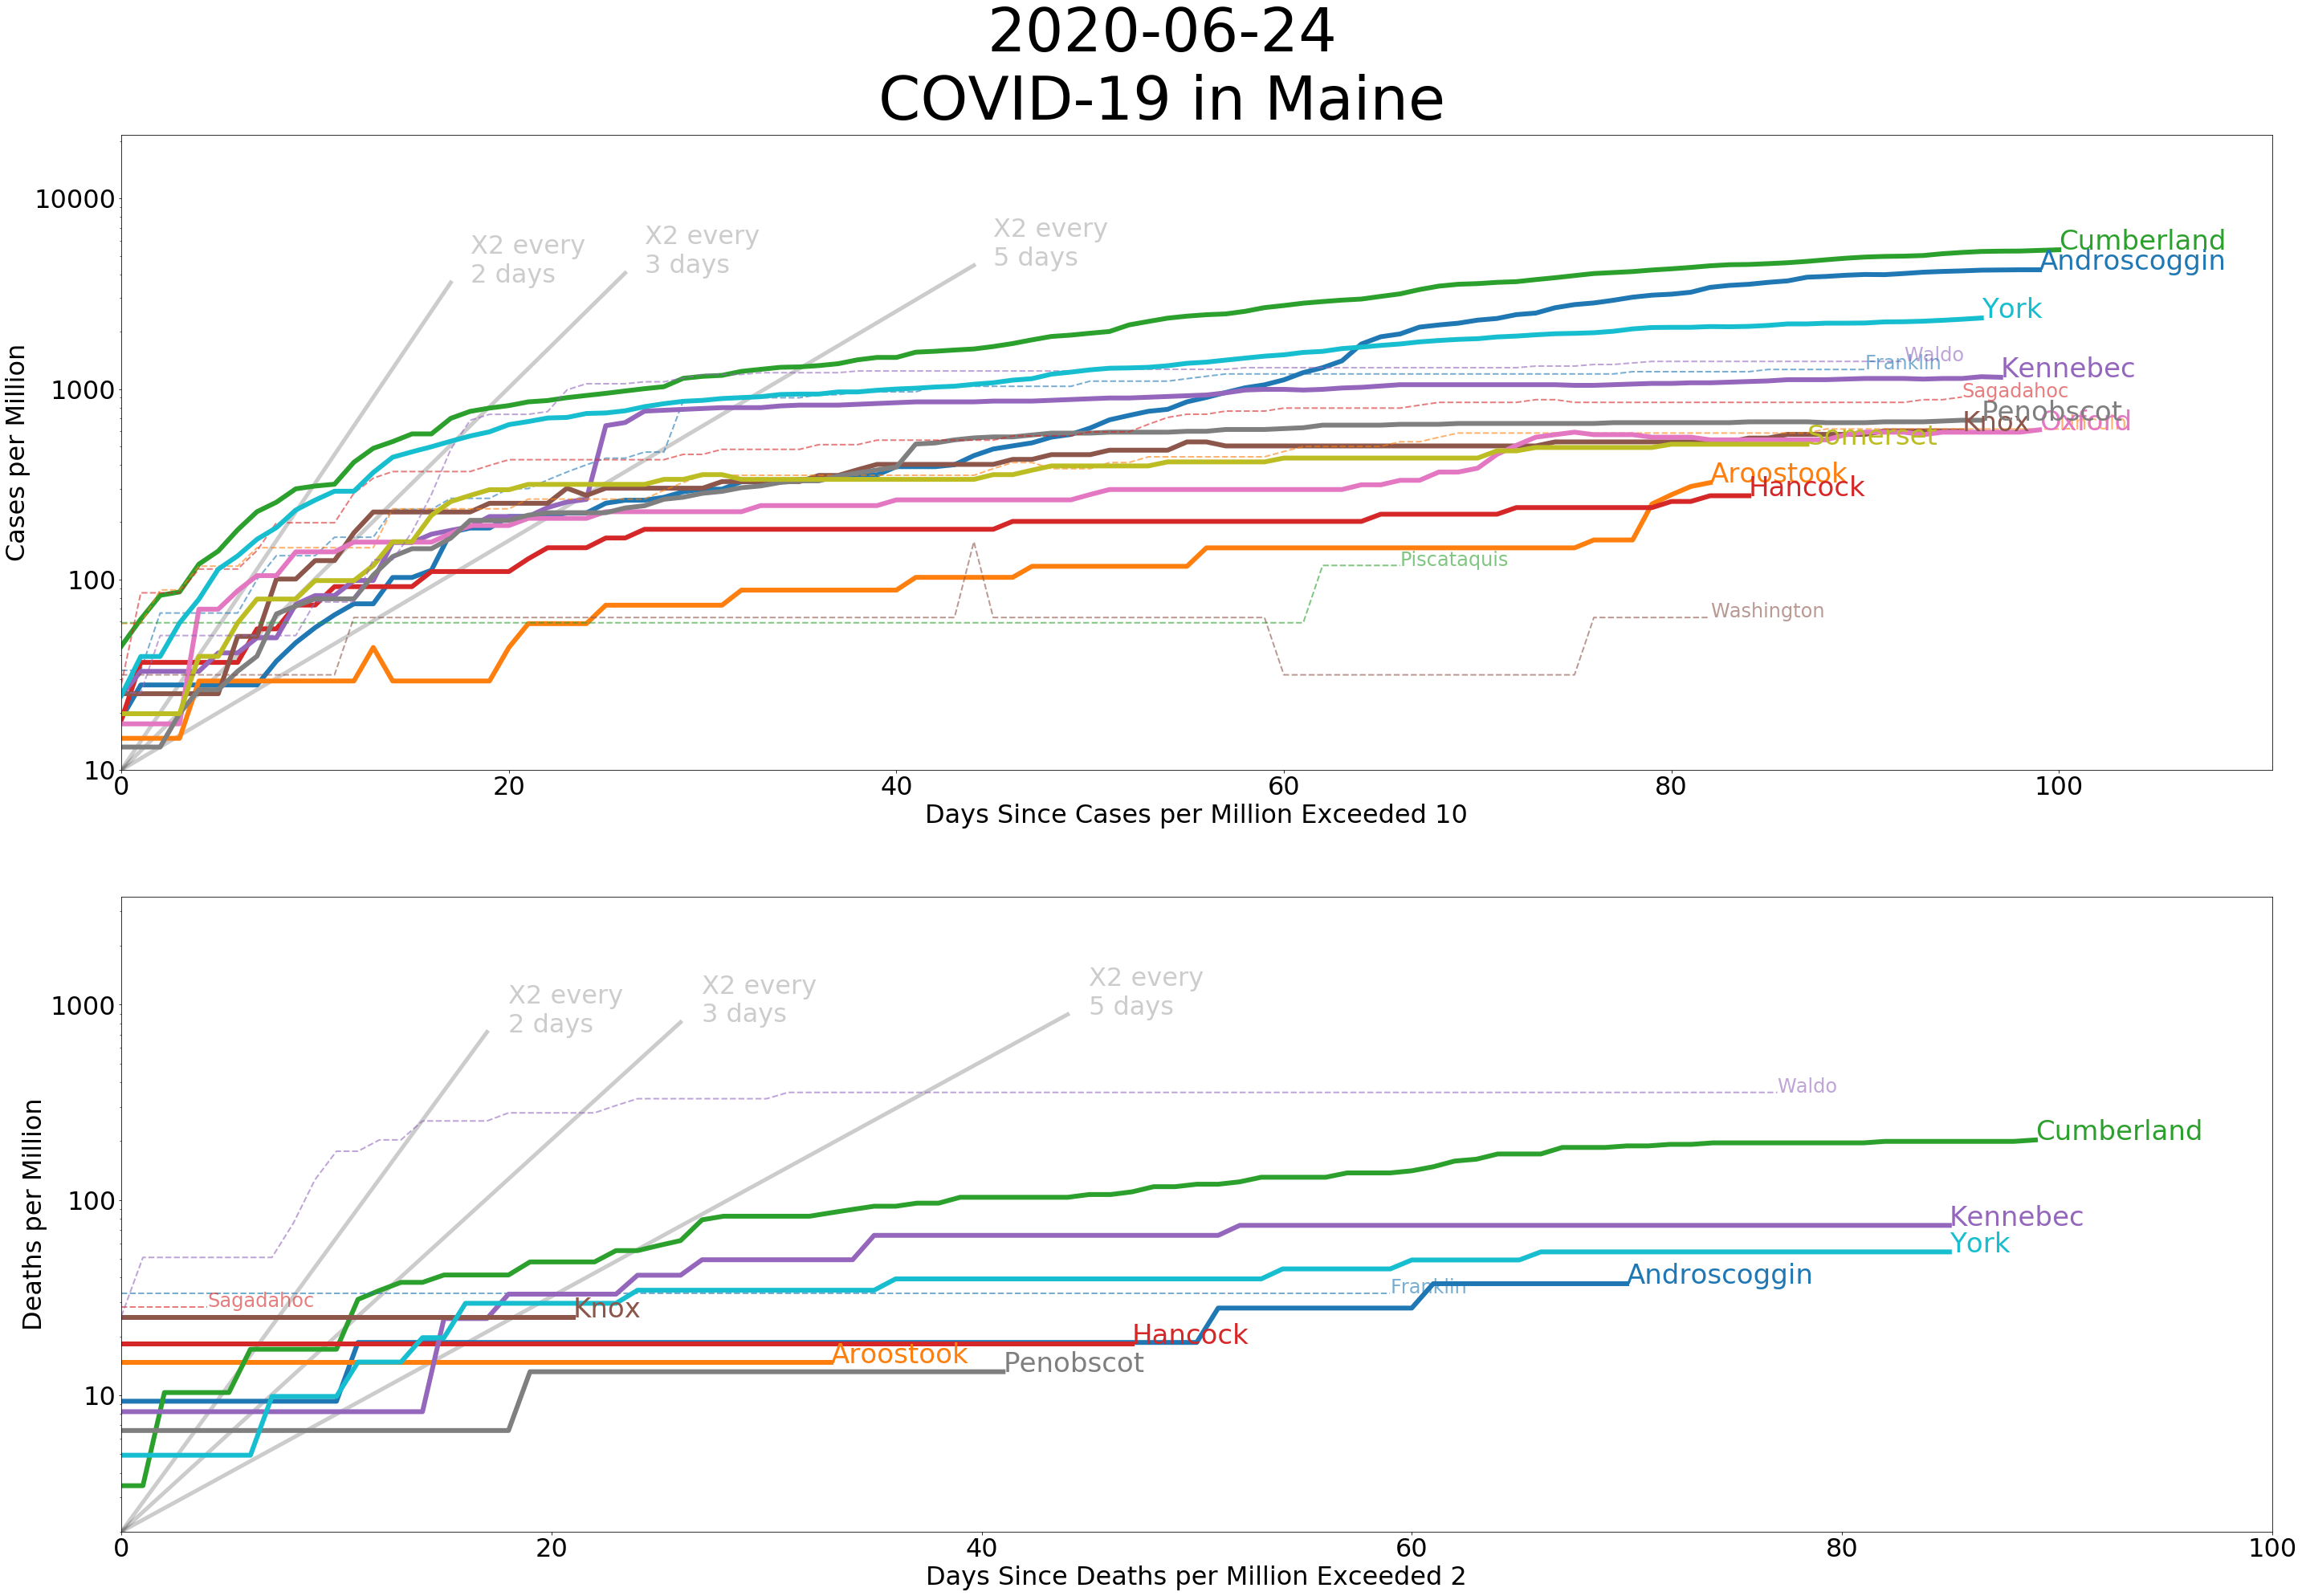 2020-06-24
COVID-19 in Maine
Cases per Million
10000
1000
100
10
X2 every
2 days
X2 every
3 days
X2 every
5 days
Cumberland
Androscoggin
York
Waldo
Franklin
Kennebec
Sagadahoc
Penobscot
Knox
Oxford
Somerset
Aroostook
Hancock
Piscataquis
Washington
0
20
40
60
80
100
Days Since Cases per Million Exceeded 10
Deaths per Million
1000
100
10
X2 every
2 days
X2 every
3 days
X2 every
5 days
Waldo
Cumberland
Kennebec
York
Androscoggin
Franklin
Sagadahoc
Knox
Hancock
Aroostook
Penobscot
0
20
40
60
80
100
Days Since Deaths per Million Exceeded 2